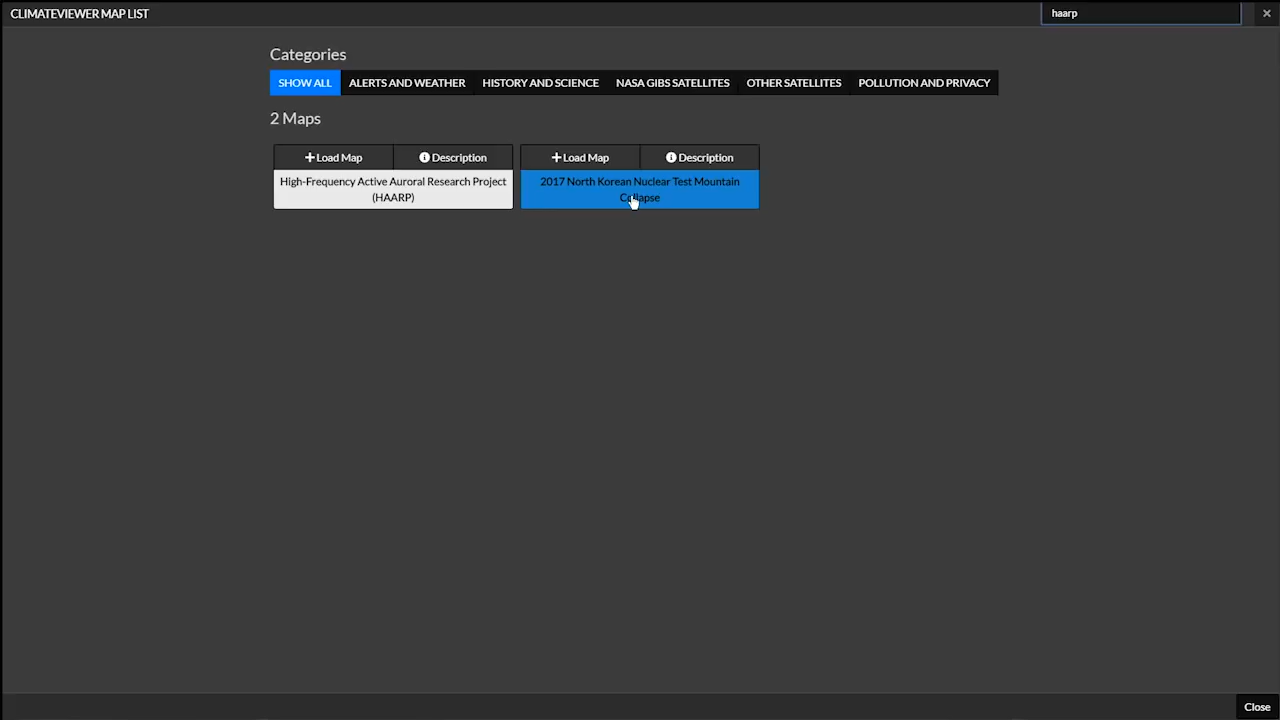 CLIMATEVIEWER MAP LIST
haarp
Categories
SHOW ALL
ALERTS AND WEATHER
HISTORY AND SCIENCE
NASA GIBS SATELLITES
OTHER SATELLITES
POLLUTION AND PRIVACY
2 Maps
Load Map
Description
High-Frequency Active Auroral Research Project
(HAARP)
Load Map
Description
2017 North Korean Nuclear Test Mountain
Collapse
Close